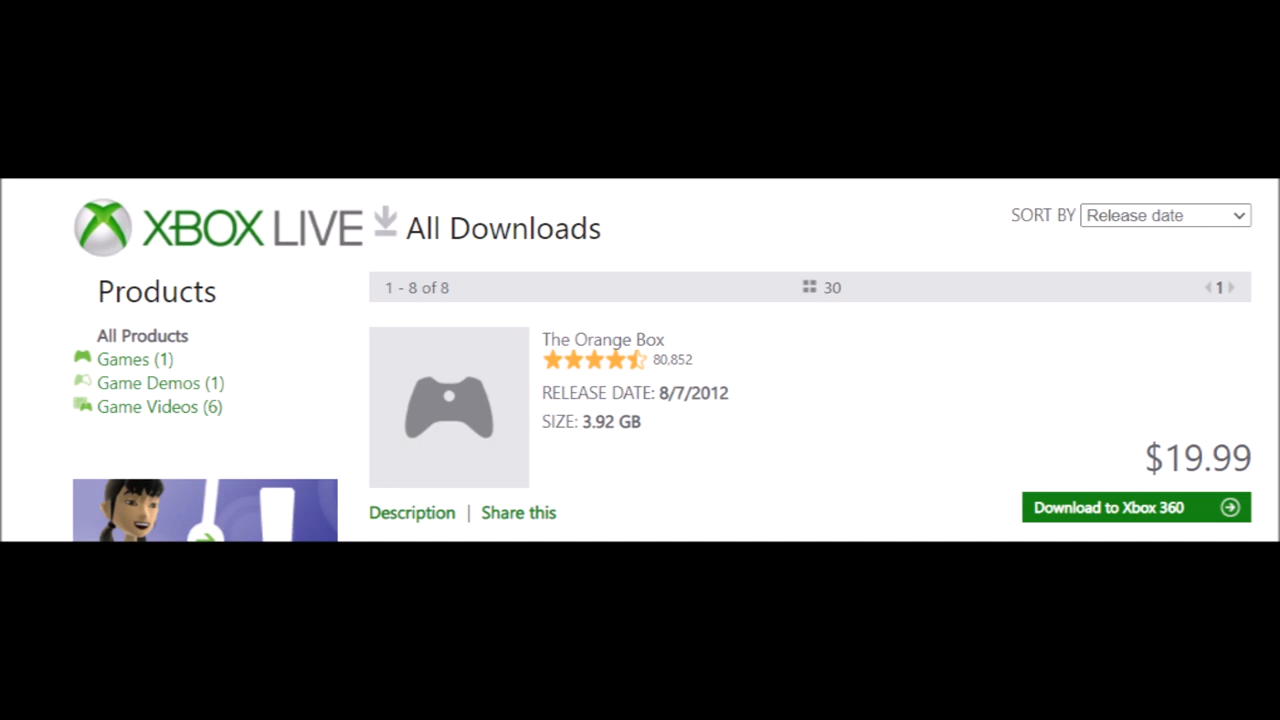 XBOX LIVE
All Downloads
SORT BY Release date
Products
1 - 8 of 8
30
1
All Products
Games (1)
Game Demos (1)
Game Videos (6)
The Orange Box
80,852
RELEASE DATE: 8/7/2012
SIZE: 3.92 GB
$19.99
Description | Share this
Download to Xbox 360